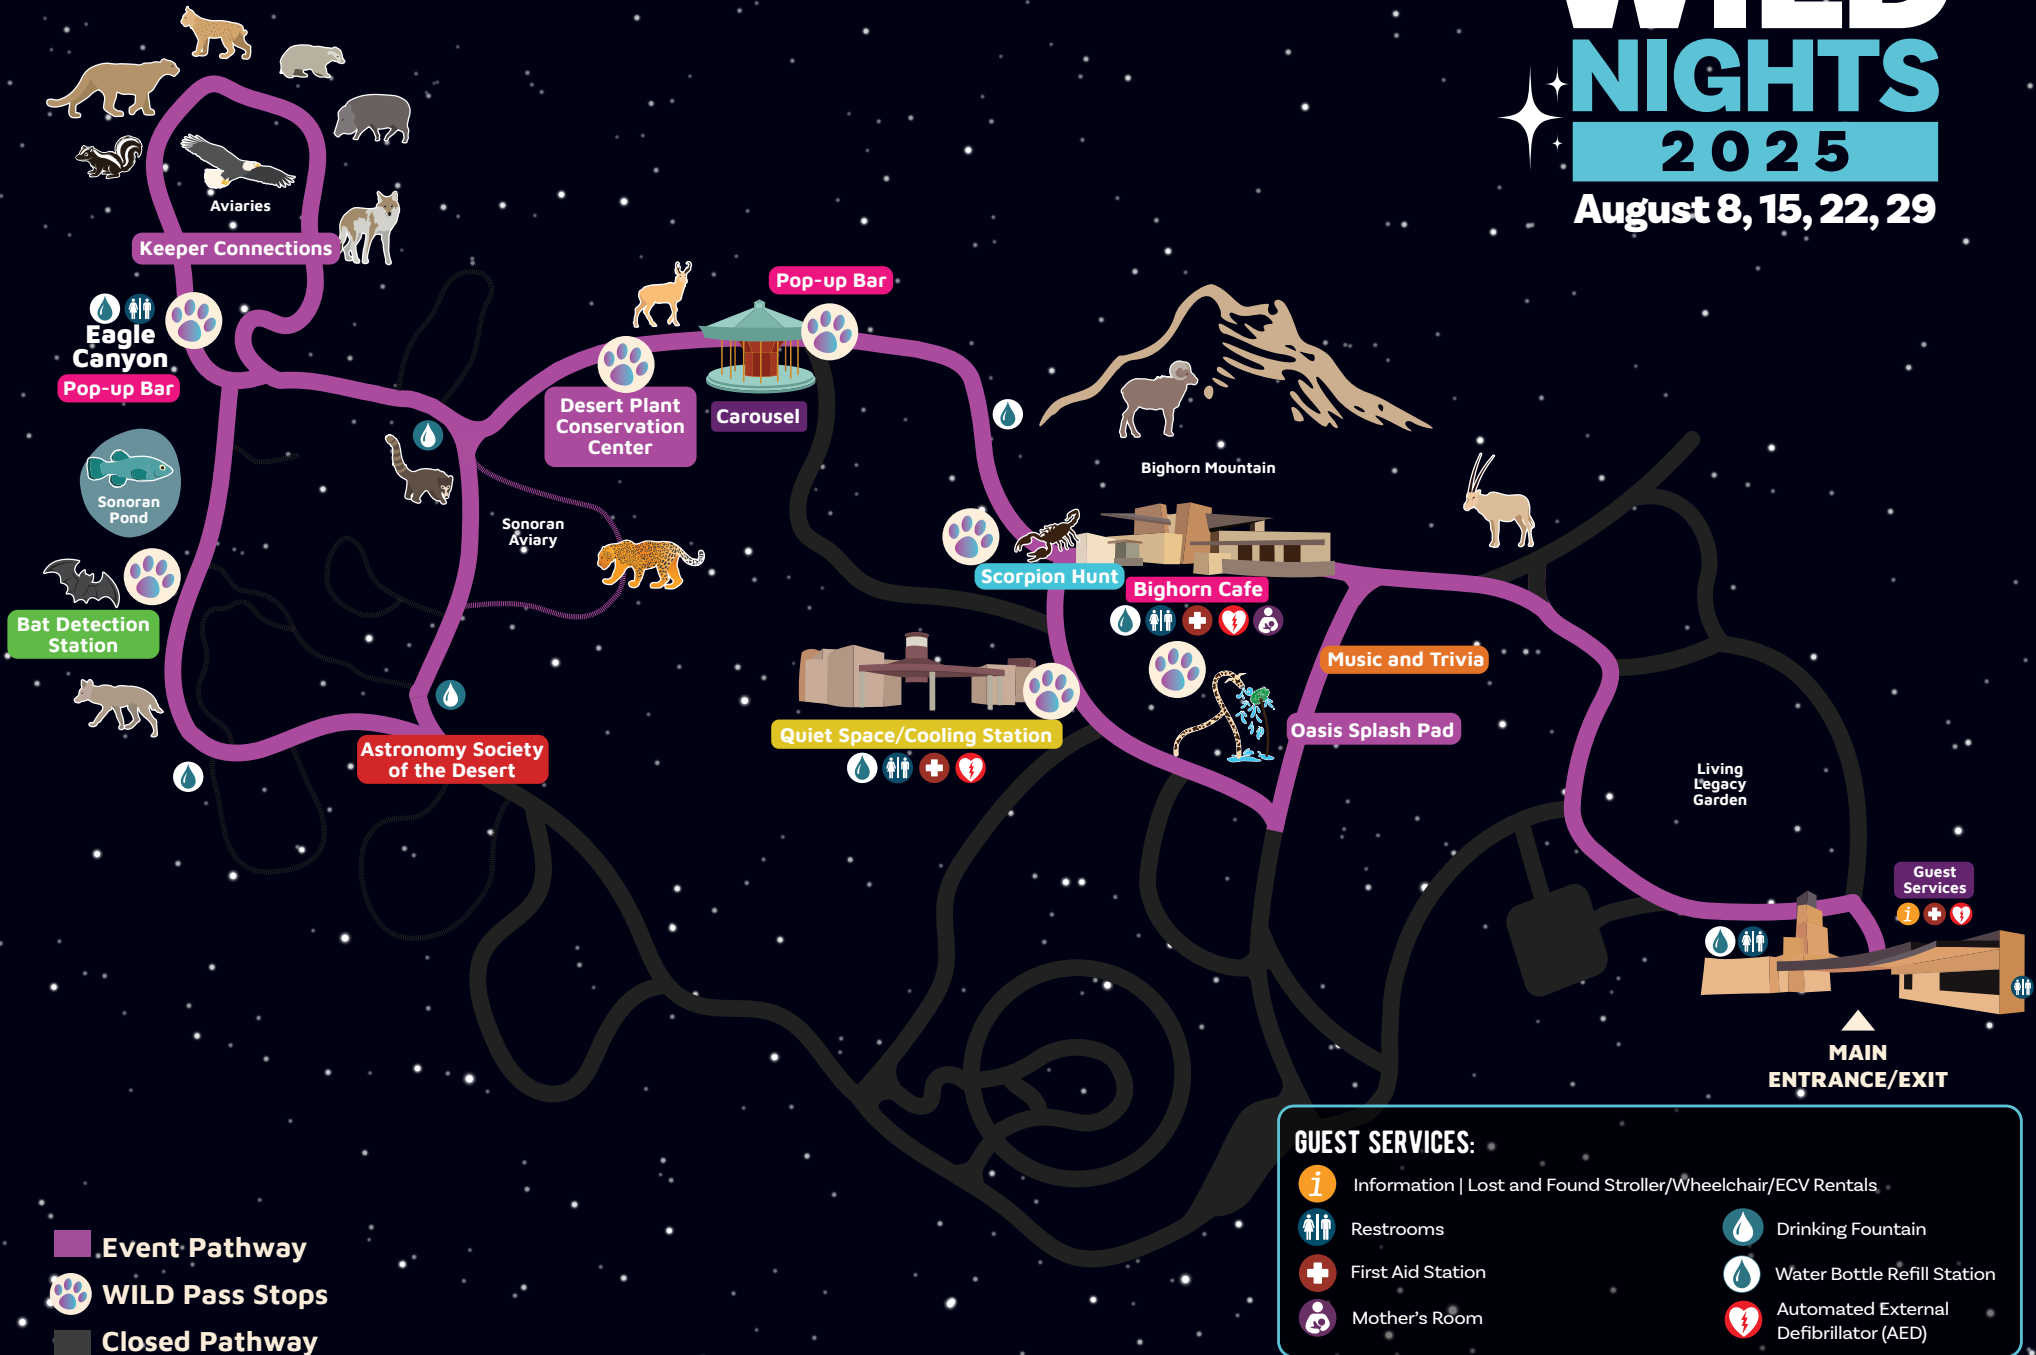 WILD
NIGHTS
2025
August 8, 15, 22, 29
Aviaries
Keeper Connections
Eagle
Canyon
Pop-up Bar
Sonoran
Pond
Bat Detection
Station
Astronomy Society
of the Desert
Sonoran
Aviary
Desert Plant
Conservation
Center
Carousel
Pop-up Bar
Bighorn Mountain
Scorpion Hunt
Bighorn Cafe
Quiet Space/Cooling Station
Music and Trivia
Oasis Splash Pad
Living
Legacy
Garden
Guest
Services
i
MAIN
ENTRANCE/EXIT
Event Pathway
WILD Pass Stops
Closed Pathway
GUEST SERVICES:
i
Information | Lost and Found Stroller/Wheelchair/ECV Rentals
Restrooms
First Aid Station
Mother's Room
Drinking Fountain
Water Bottle Refill Station
Automated External
Defibrillator (AED)